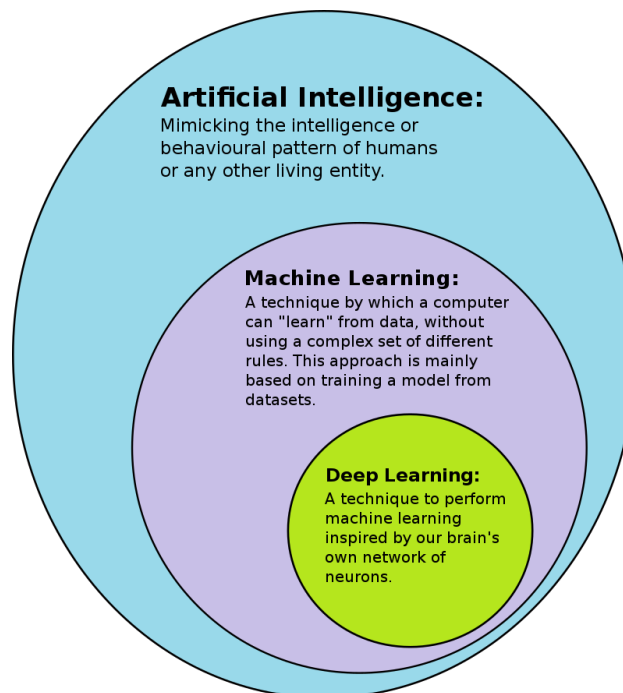 Artificial Intelligence:
Mimicking the intelligence or
behavioural pattern of humans
or any other living entity.
Machine Learning:
A technique by which a computer
can "learn" from data, without
using a complex set of different
rules. This approach is mainly
based on training a model from
datasets.
Deep Learning:
A technique to perform
machine learning
inspired by our brain's
own network of
neurons.